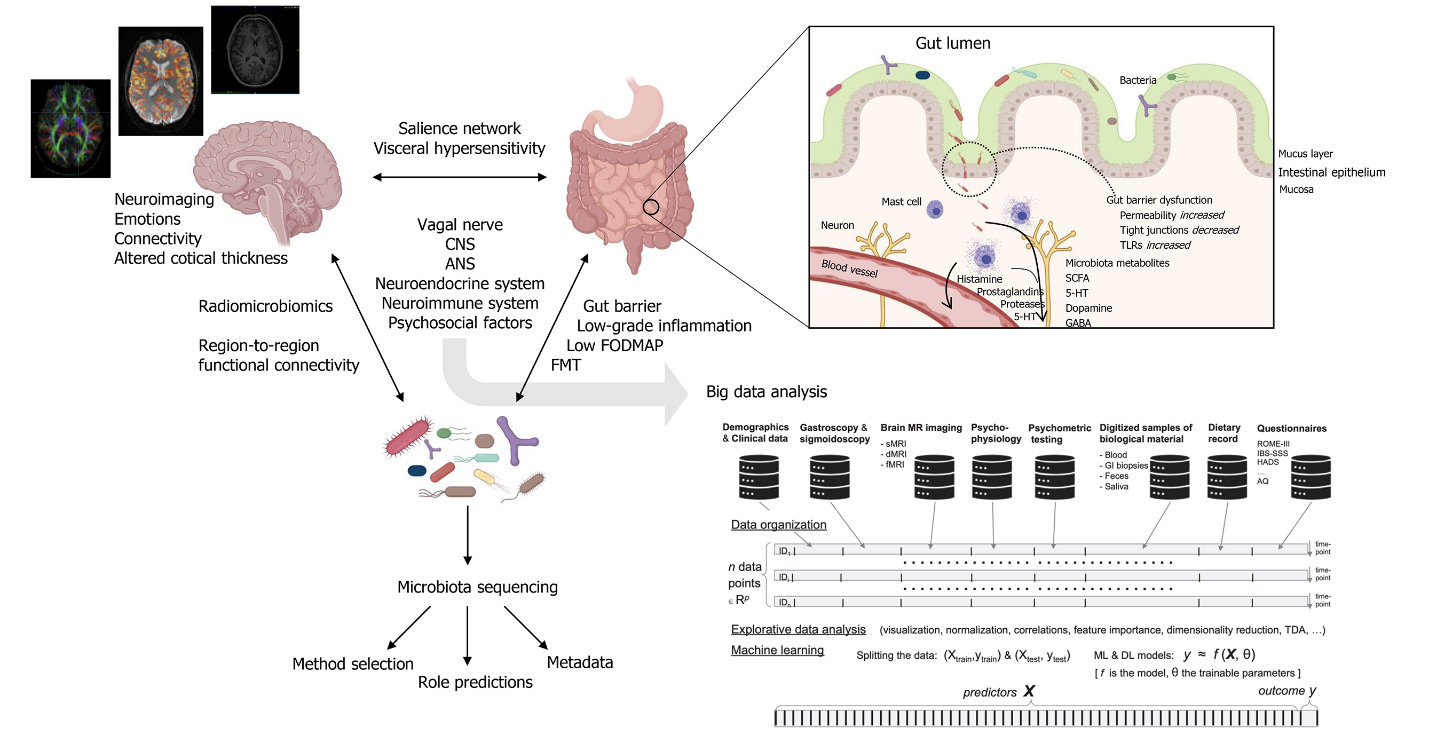 Salience network
Visceral hypersensitivity
Neuroimaging
Emotions
Connectivity
Altered cotical thickness
Vagal nerve
CNS
ANS
Neuroendocrine system
Neuroimmune system
Psychosocial factors
Radiomicrobiomics
Region-to-region
functional connectivity
Gut barrier
Low-grade inflammation
Low FODMAP
FMT
Microbiota sequencing
Method selection
Role predictions
Metadata
Gut lumen
Bacteria
Mucus layer
Intestinal epithelium
Mucosa
Mast cell
Neuron
Blood vessel
Gut barrier dysfunction
Permeability increased
Tight junctions decreased
TLRs increased
Microbiota metabolites
SCFA
5-HT
Dopamine
GABA
Histamine
Prostaglandins
Proteases
5-HT
Big data analysis
Demographics
& Clinical data
Gastroscopy &
sigmoidoscopy
Brain MR imaging
- sMRI
- dMRI
- fMRI
Psycho-
physiology
Psychometric
testing
Digitized samples of
biological material
- Blood
- GI biopsies
- Feces
- Saliva
Dietary
record
Questionnaires
ROME-III
IBS-SSS
HADS
...
AQ
Data organization
n data
points
∈ Rᵖ
ID₁
IDᵢ
IDₙ
time-
point
time-
point
time-
point
Explorative data analysis (visualization, normalization, correlations, feature importance, dimensionality reduction, TDA, ...)
Machine learning
Splitting the data: (Xtrain,ytrain) & (Xtest, ytest)
ML & DL models: y ≈ f (X, θ)
[ f is the model, θ the trainable parameters ]
predictors X
outcome y